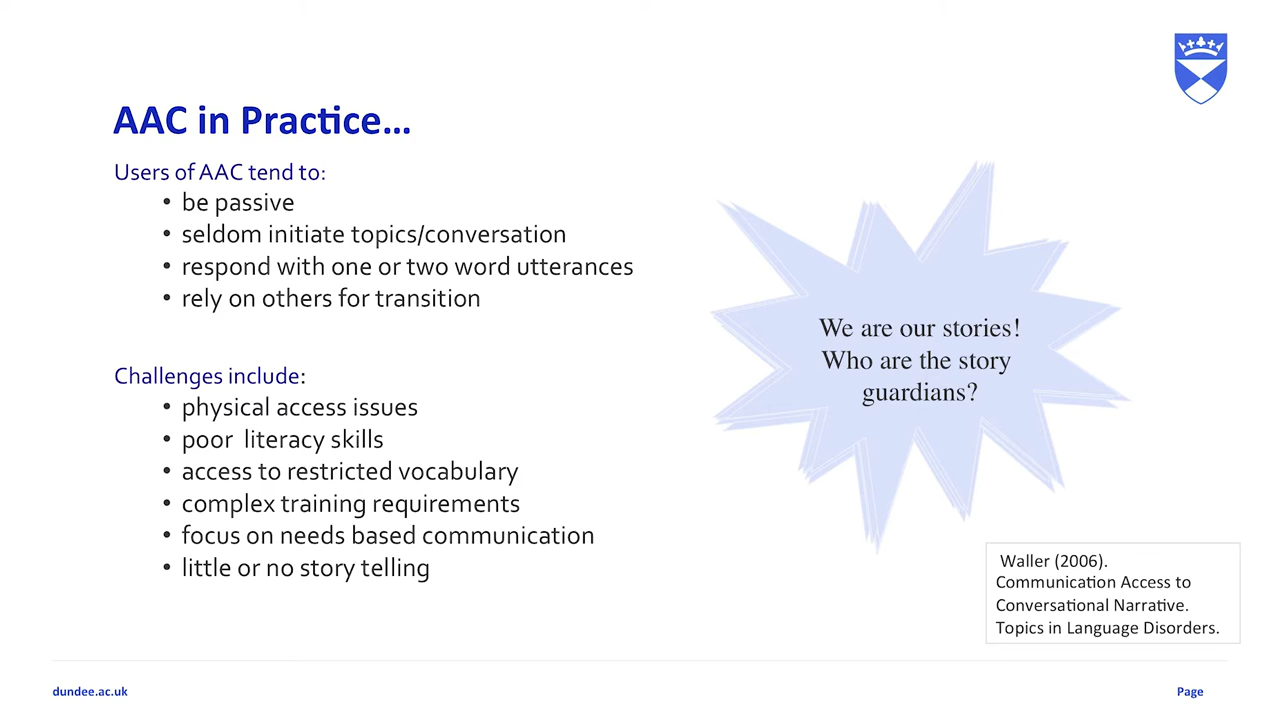 AAC in Practice…
Users of AAC tend to:
• be passive
• seldom initiate topics/conversation
• respond with one or two word utterances
• rely on others for transition
Challenges include:
• physical access issues
• poor  literacy skills
• access to restricted vocabulary
• complex training requirements
• focus on needs based communication
• little or no story telling
We are our stories!
Who are the story
guardians?
Waller (2006).
Communication Access to
Conversational Narrative.
Topics in Language Disorders.
dundee.ac.uk
Page